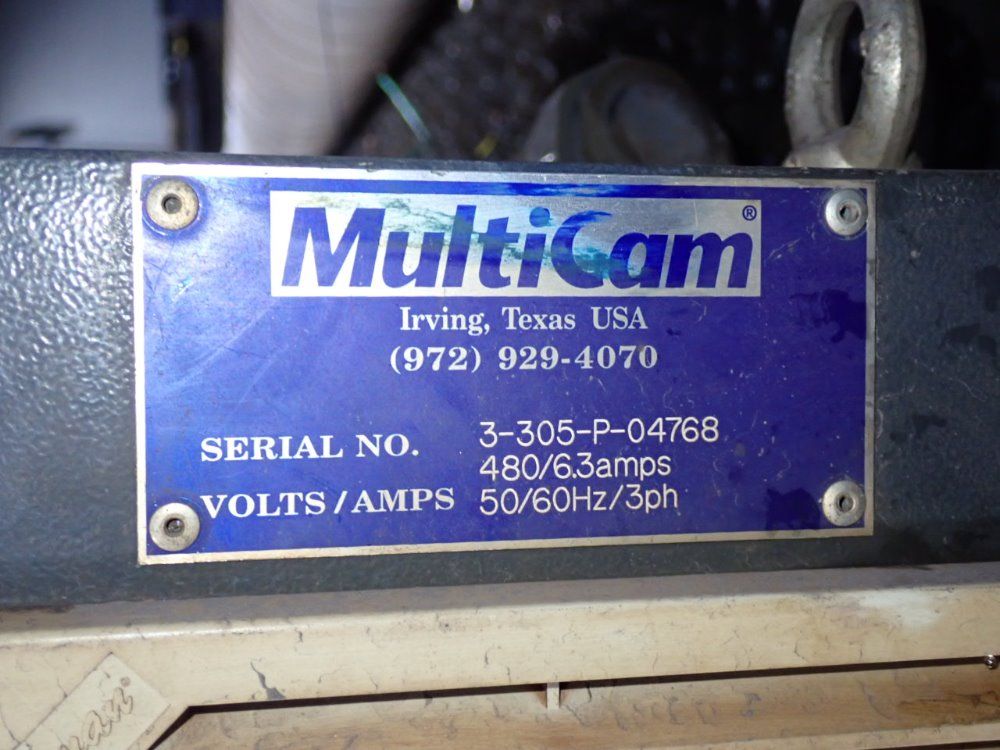 MultiCam®
Irving, Texas USA
(972) 929-4070
SERIAL NO. 3-305-P-04768
480/6.3amps
VOLTS/AMPS 50/60Hz/3ph